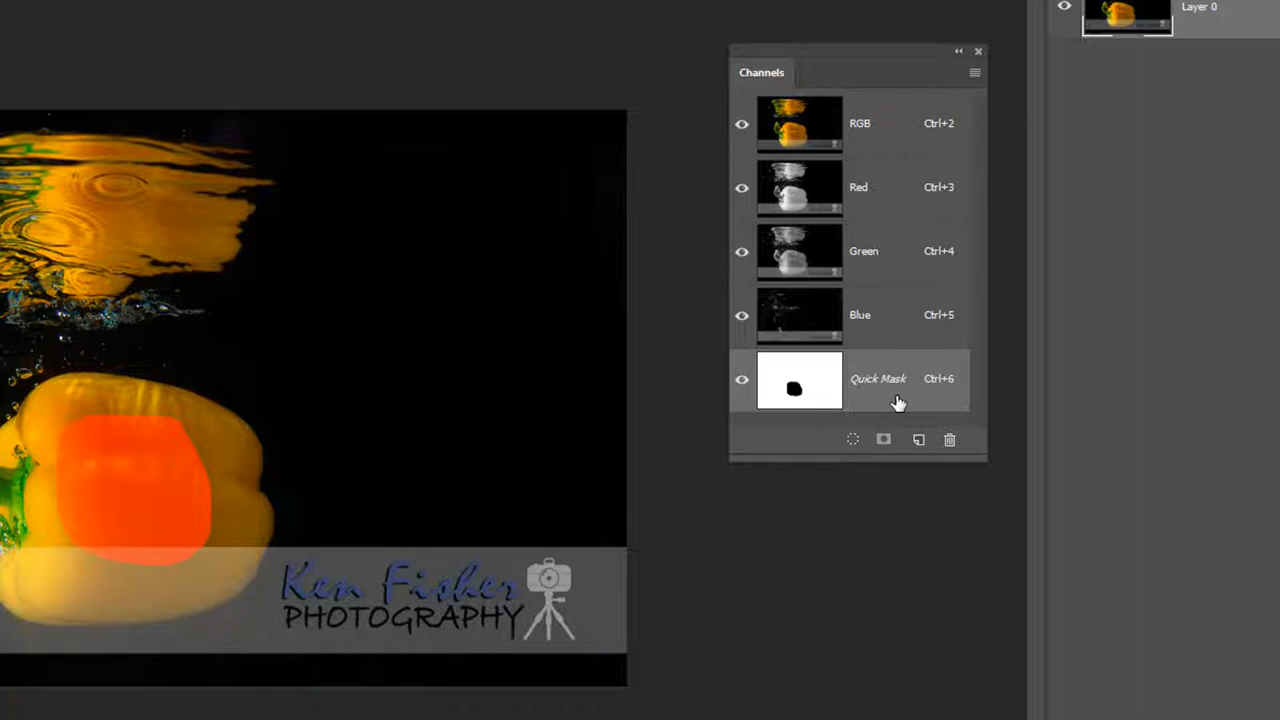 Layer 0
Channels
RGB Ctrl+2
Red Ctrl+3
Green Ctrl+4
Blue Ctrl+5
Quick Mask Ctrl+6
Ken Fisher
PHOTOGRAPHY